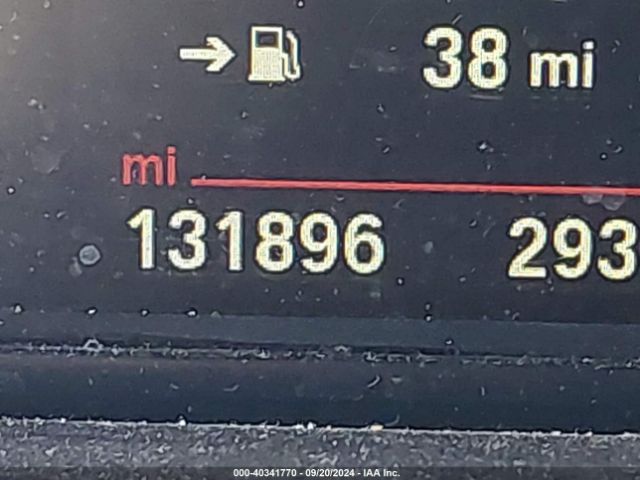 → 38 mi
mi
131896 293
000-40341770 - 09/20/2024 - IAA Inc.